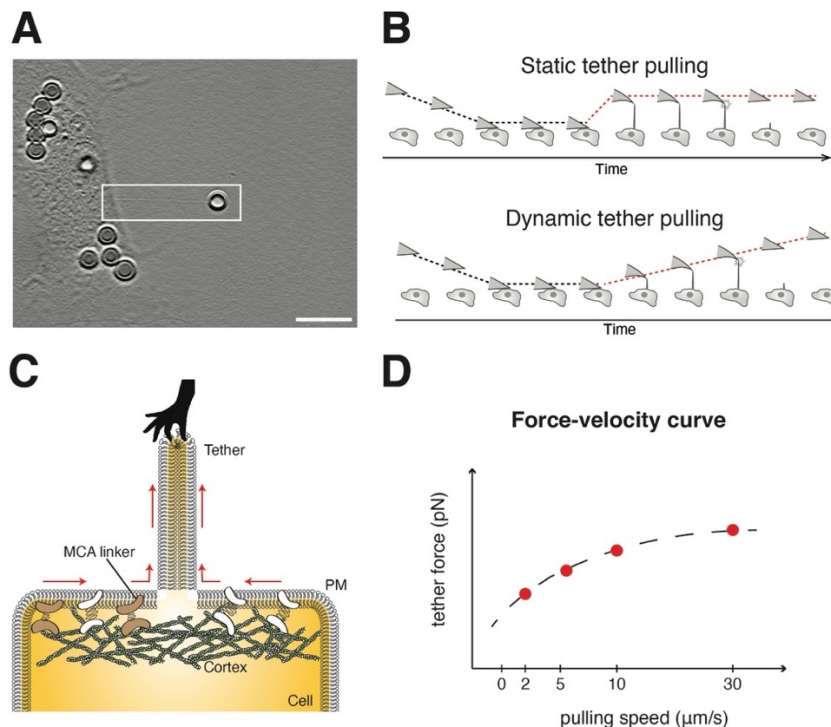 A
B
Static tether pulling
Time
Dynamic tether pulling
Time
C
Tether
MCA linker
PM
Cortex
Cell
D
Force-velocity curve
tether force (pN)
0 2 5 10 30
pulling speed (μm/s)